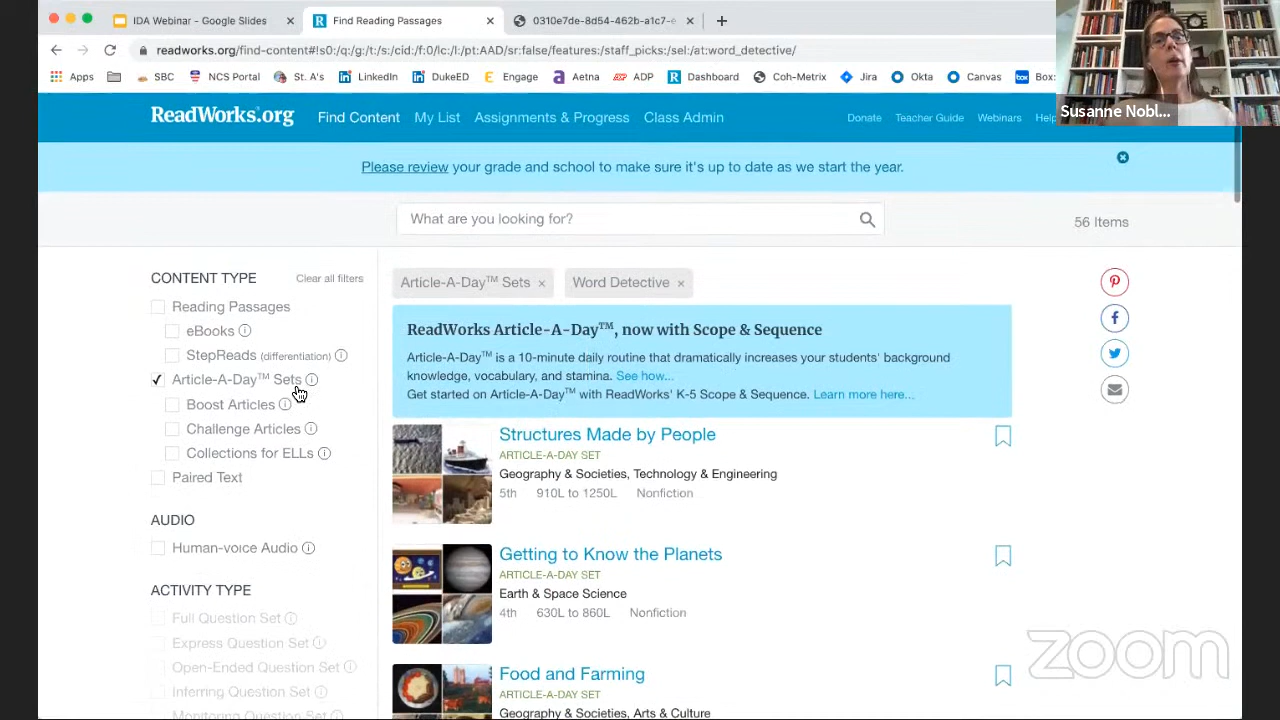 IDA Webinar - Google Slides
Find Reading Passages
0310e7de-8d54-462b-a1c7-e
readworks.org/find-content#!s0:/q:/g:/t:/s:/cid:/f:0/lc:/l:/pt:AAD/sr:false/features:/staff_picks:/sel:/at:word_detective/
Apps SBC NCS Portal St. A's LinkedIn DukeED Engage Aetna ADP Dashboard Coh-Metrix Jira Okta Canvas Box:
Susanne Nobl...
ReadWorks.org Find Content My List Assignments & Progress Class Admin Donate Teacher Guide Webinars Help
Please review your grade and school to make sure it's up to date as we start the year.
What are you looking for?
56 Items
CONTENT TYPE Clear all filters
Reading Passages
eBooks
StepReads (differentiation)
Article-A-Day™ Sets
Boost Articles
Challenge Articles
Collections for ELLs
Paired Text
AUDIO
Human-voice Audio
ACTIVITY TYPE
Full Question Set
Express Question Set
Open-Ended Question Set
Inferring Question Set
Monitoring Question Set
Article-A-Day™ Sets × Word Detective ×
ReadWorks Article-A-Day™, now with Scope & Sequence
Article-A-Day™ is a 10-minute daily routine that dramatically increases your students' background
knowledge, vocabulary, and stamina. See how...
Get started on Article-A-Day™ with ReadWorks' K-5 Scope & Sequence. Learn more here...
Structures Made by People
ARTICLE-A-DAY SET
Geography & Societies, Technology & Engineering
5th 910L to 1250L Nonfiction
Getting to Know the Planets
ARTICLE-A-DAY SET
Earth & Space Science
4th 630L to 860L Nonfiction
Food and Farming
ARTICLE-A-DAY SET
Geography & Societies, Arts & Culture
zoom